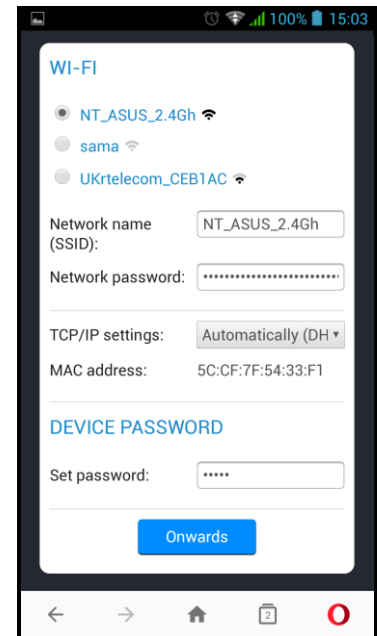 100% 15:03
WI-FI
NT_ASUS_2.4Gh
sama
UKrtelecom_CEB1AC
Network name NT_ASUS_2.4Gh
(SSID):
Network password: •••••••••••••••••••••••••
TCP/IP settings: Automatically (DH
MAC address: 5C:CF:7F:54:33:F1
DEVICE PASSWORD
Set password: •••••
Onwards
2